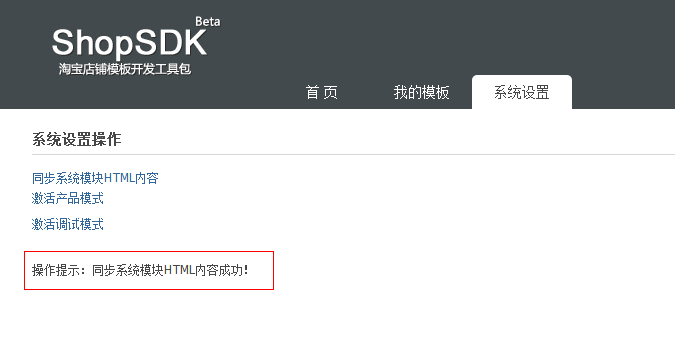 ShopSDK Beta
淘宝店铺模板开发工具包
首 页 我的模板 系统设置
系统设置操作
同步系统模块HTML内容
激活产品模式
激活调试模式
操作提示：同步系统模块HTML内容成功！